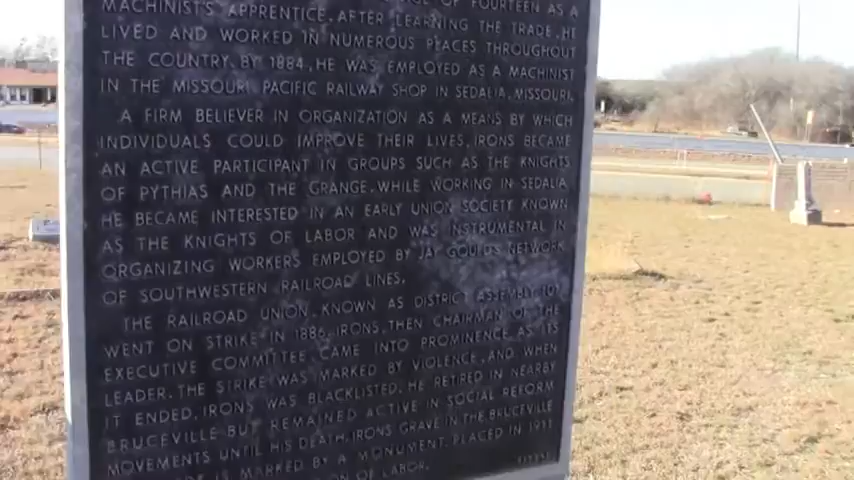 OF FOURTEEN AS A
MACHINIST'S APPRENTICE. AFTER LEARNING THE TRADE, HE
LIVED AND WORKED IN NUMEROUS PLACES THROUGHOUT
THE COUNTRY. BY 1884, HE WAS EMPLOYED AS A MACHINIST
IN THE MISSOURI PACIFIC RAILWAY SHOP IN SEDALIA, MISSOURI.
A FIRM BELIEVER IN ORGANIZATION AS A MEANS BY WHICH
INDIVIDUALS COULD IMPROVE THEIR LIVES, IRONS BECAME
AN ACTIVE PARTICIPANT IN GROUPS SUCH AS THE KNIGHTS
OF PYTHIAS AND THE GRANGE. WHILE WORKING IN SEDALIA
HE BECAME INTERESTED IN AN EARLY UNION SOCIETY KNOWN
AS THE KNIGHTS OF LABOR AND WAS INSTRUMENTAL IN
ORGANIZING WORKERS EMPLOYED BY JAY GOULD'S NETWORK
OF SOUTHWESTERN RAILROAD LINES.
THE RAILROAD UNION, KNOWN AS DISTRICT ASSEMBLY 101
WENT ON STRIKE IN 1886. IRONS, THEN CHAIRMAN OF THE
EXECUTIVE COMMITTEE, CAME INTO PROMINENCE AS ITS
LEADER. THE STRIKE WAS MARKED BY VIOLENCE, AND WHEN
IT ENDED, IRONS WAS BLACKLISTED. HE RETIRED IN NEARBY
BRUCEVILLE BUT REMAINED ACTIVE IN SOCIAL REFORM
MOVEMENTS UNTIL HIS DEATH. IRONS GRAVE IN THE BRUCEVILLE
IS MARKED BY A MONUMENT PLACED IN 1911
OF LABOR.